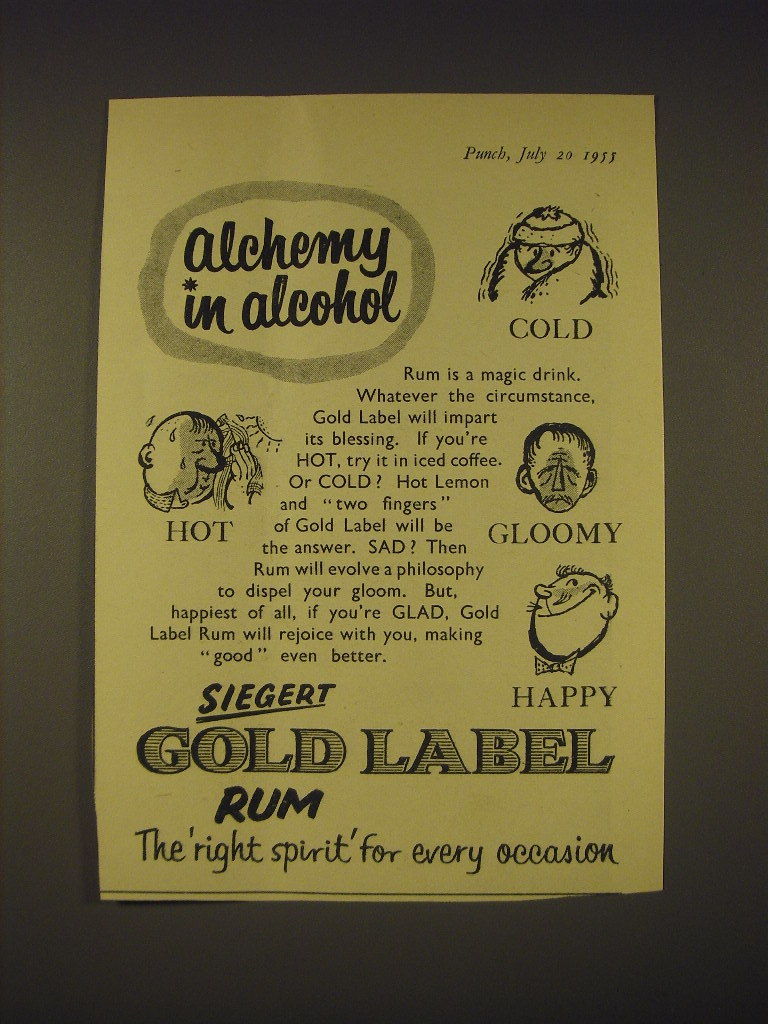 Punch, July 20 1955
alchemy
in alcohol
COLD
Rum is a magic drink.
Whatever the circumstance,
Gold Label will impart
its blessing. If you're
HOT, try it in iced coffee.
Or COLD? Hot Lemon
and "two fingers"
of Gold Label will be
the answer. SAD? Then
Rum will evolve a philosophy
to dispel your gloom. But,
happiest of all, if you're GLAD, Gold
Label Rum will rejoice with you, making
"good" even better.
HOT
GLOOMY
HAPPY
SIEGERT
GOLD LABEL
RUM
The 'right spirit' for every occasion